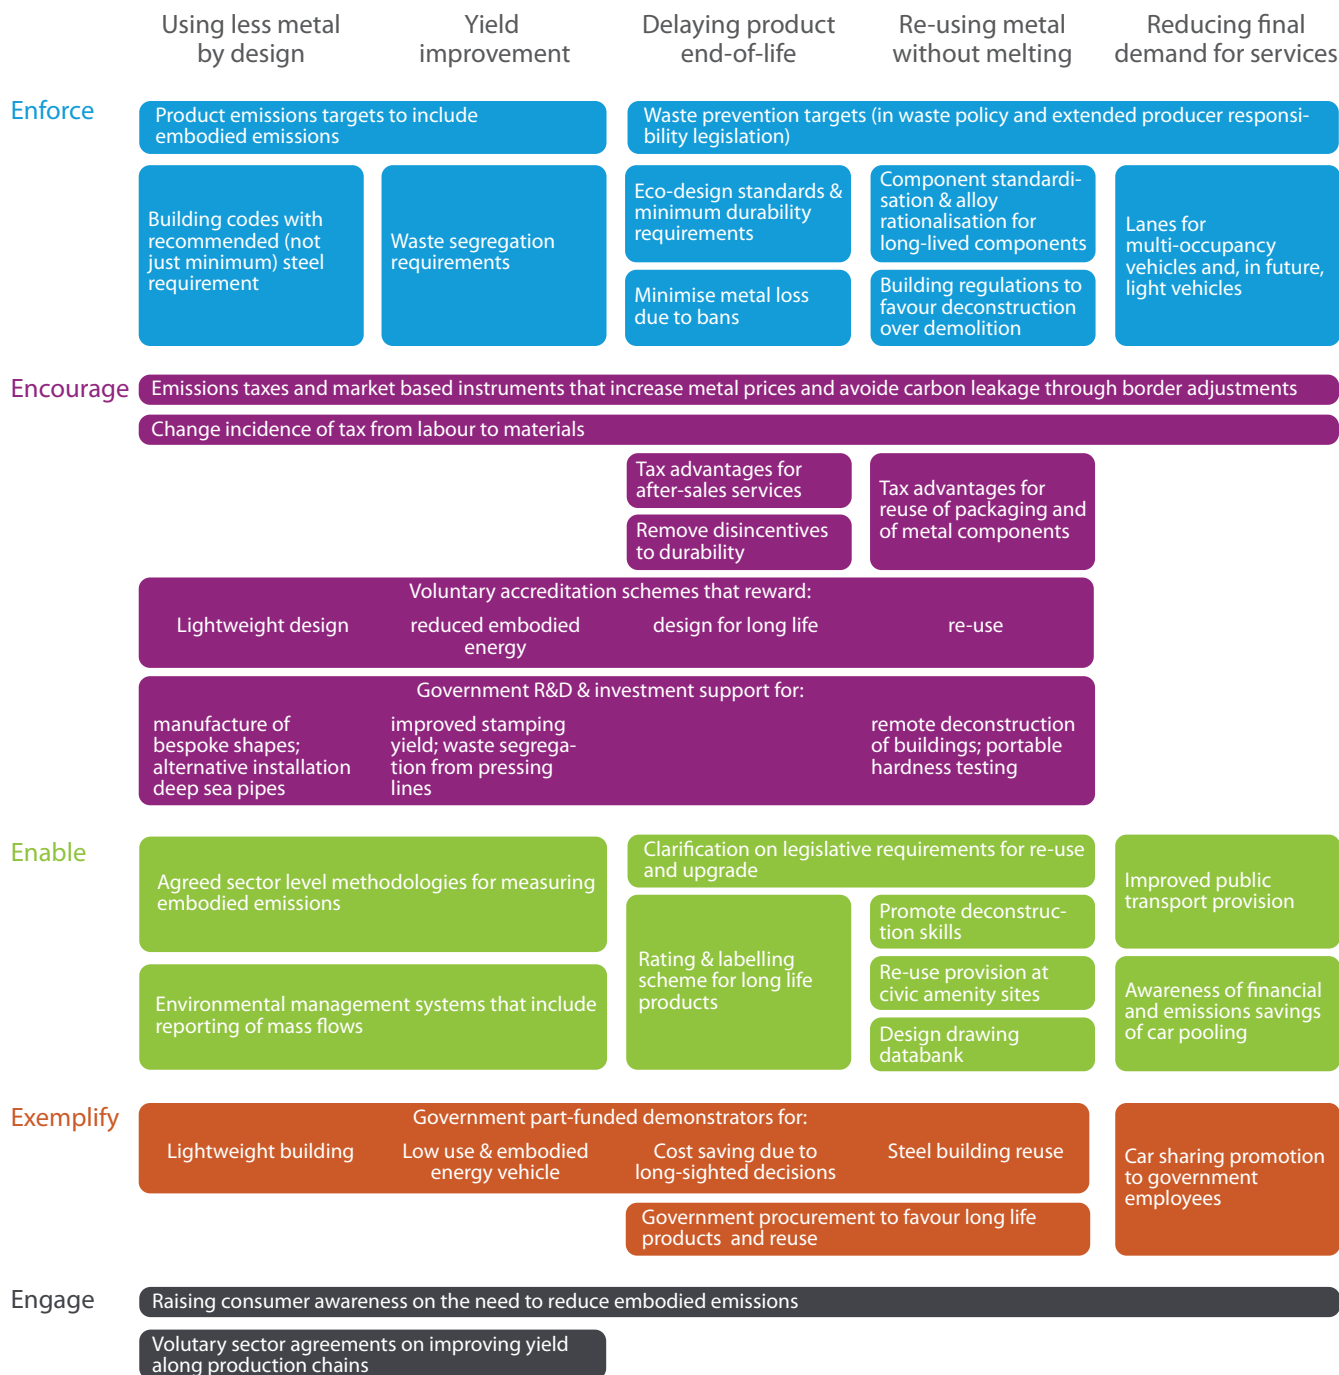 Using less metal
by design
Yield
improvement
Delaying product
end-of-life
Re-using metal
without melting
Reducing final
demand for services
Enforce
Product emissions targets to include
embodied emissions
Waste prevention targets (in waste policy and extended producer responsi-
bility legislation)
Building codes with
recommended (not
just minimum) steel
requirement
Waste segregation
requirements
Eco-design standards &
minimum durability
requirements
Minimise metal loss
due to bans
Component standardi-
sation & alloy
rationalisation for
long-lived components
Building regulations to
favour deconstruction
over demolition
Lanes for
multi-occupancy
vehicles and, in future,
light vehicles
Encourage
Emissions taxes and market based instruments that increase metal prices and avoide carbon leakage through border adjustments
Change incidence of tax from labour to materials
Tax advantages for
after-sales services
Remove disincentives
to durability
Tax advantages for
reuse of packaging and
of metal components
Voluntary accreditation schemes that reward:
Lightweight design
reduced embodied
energy
design for long life
re-use
Government R&D & investment support for:
manufacture of
bespoke shapes;
alternative installation
deep sea pipes
improved stamping
yield; waste segrega-
tion from pressing
lines
remote deconstruction
of buildings; portable
hardness testing
Enable
Agreed sector level methodologies for measuring
embodied emissions
Environmental management systems that include
reporting of mass flows
Clarification on legislative requirements for re-use
and upgrade
Rating & labelling
scheme for long life
products
Promote deconstruc-
tion skills
Re-use provision at
civic amenity sites
Design drawing
databank
Improved public
transport provision
Awareness of financial
and emissions savings
of car pooling
Exemplify
Government part-funded demonstrators for:
Lightweight building
Low use & embodied
energy vehicle
Cost saving due to
long-sighted decisions
Steel building reuse
Government procurement to favour long life
products and reuse
Car sharing promotion
to government
employees
Engage
Raising consumer awareness on the need to reduce embodied emissions
Volutary sector agreements on improving yield
along production chains